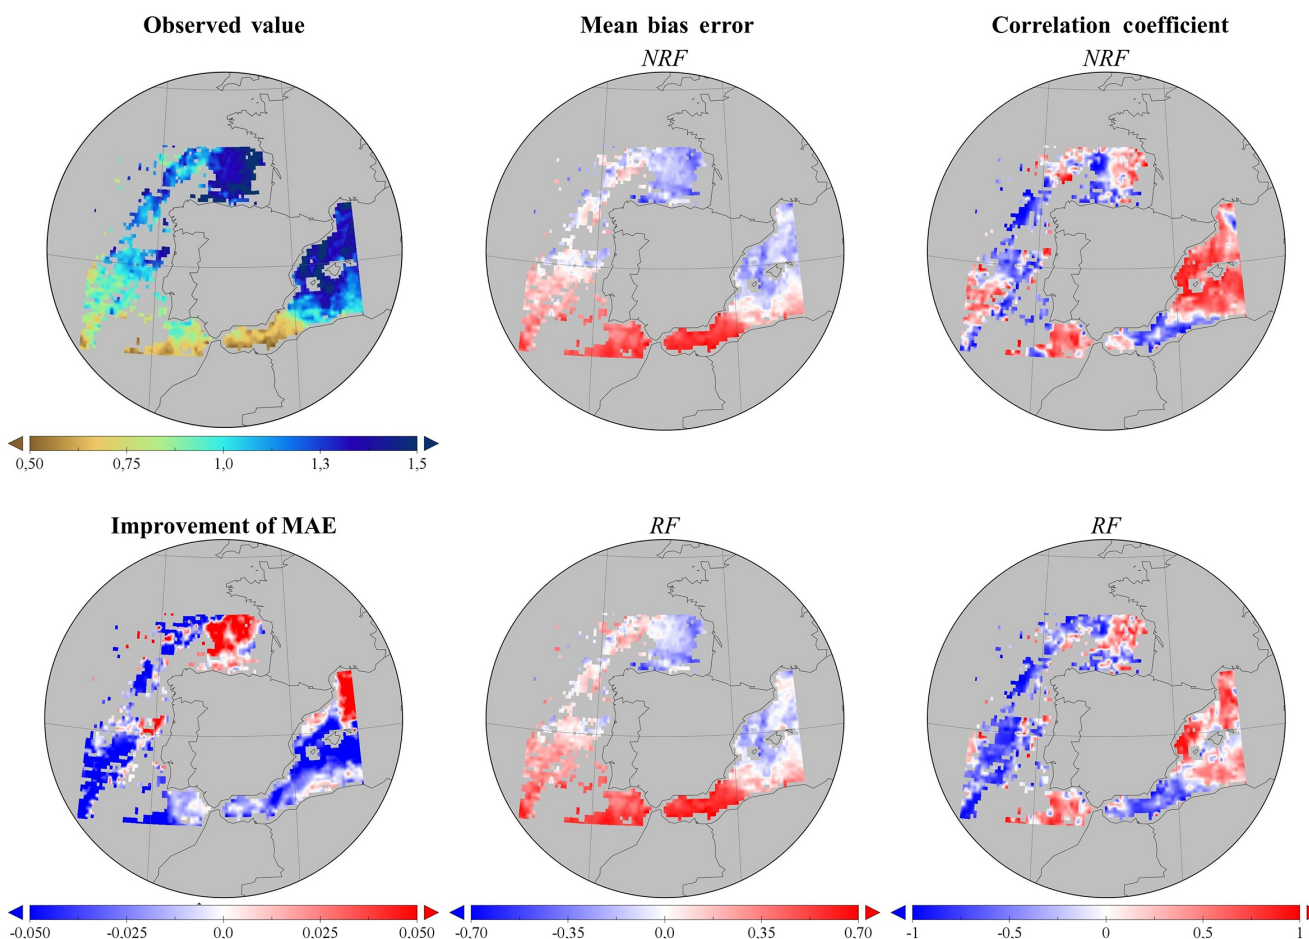 Observed value
Mean bias error
Correlation coefficient
NRF
NRF
0,50 0,75 1,0 1,3 1,5
Improvement of MAE
RF
RF
-0.050 -0.025 0.0 0.025 0.050
-0.70 -0.35 0.0 0.35 0.70
-1 -0.5 0.0 0.5 1